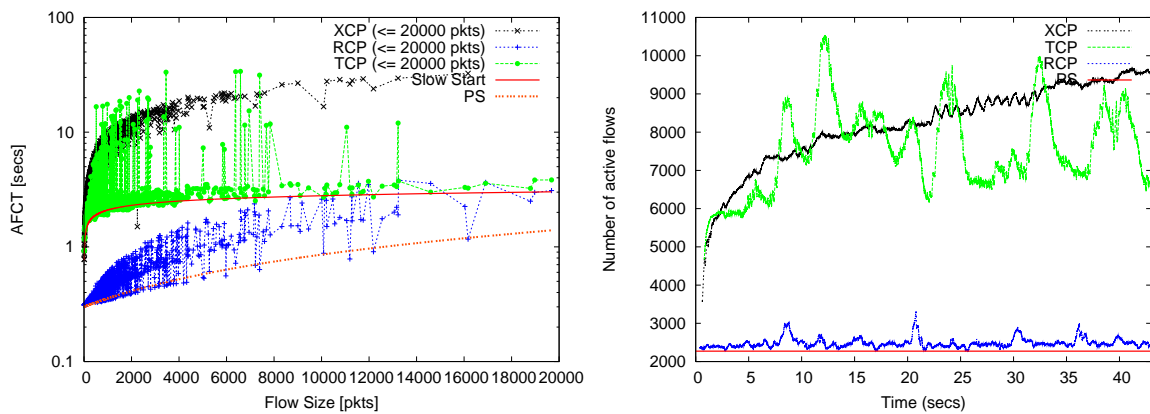 100
10
1
0.1
0
2000
4000
6000
8000
10000
12000
14000
16000
18000
20000
AFCT [secs]
Flow Size [pkts]
XCP (<= 20000 pkts)
RCP (<= 20000 pkts)
TCP (<= 20000 pkts)
Slow Start
PS
11000
10000
9000
8000
7000
6000
5000
4000
3000
2000
0
5
10
15
20
25
30
35
40
Number of active flows
Time (secs)
XCP
TCP
RCP
PS